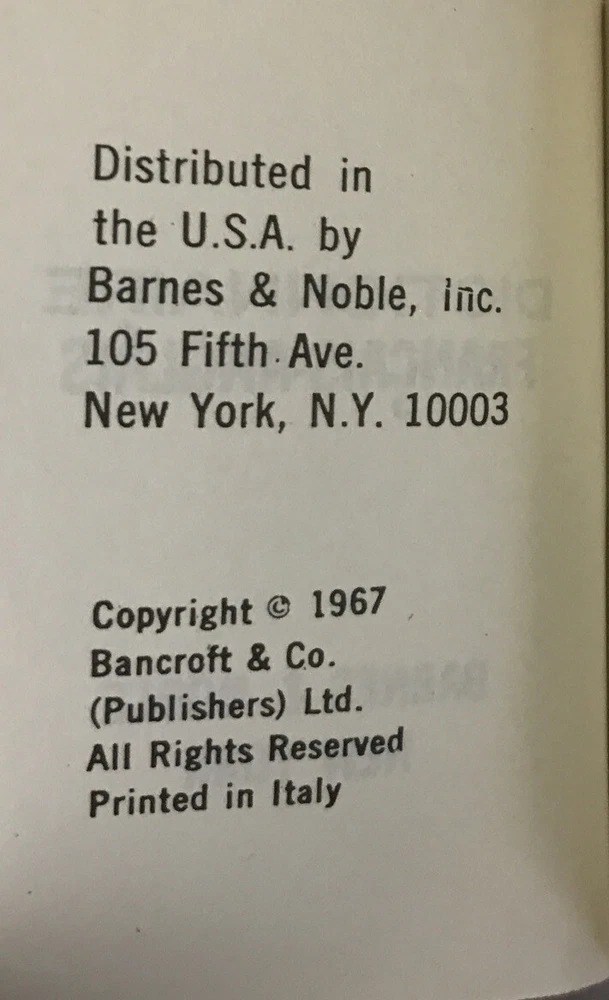 Distributed in
the U.S.A. by
Barnes & Noble, inc.
105 Fifth Ave.
New York, N.Y. 10003
Copyright © 1967
Bancroft & Co.
(Publishers) Ltd.
All Rights Reserved
Printed in Italy